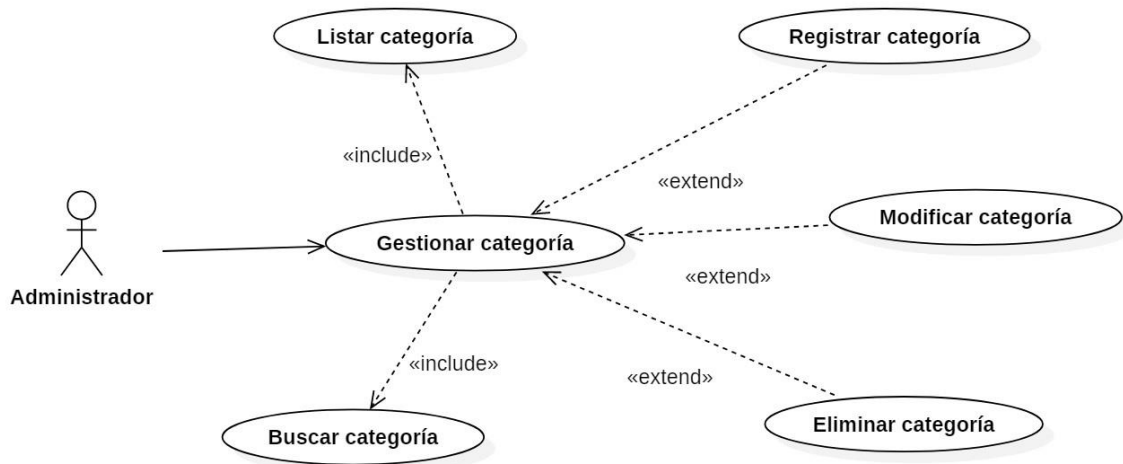 Listar categoría
Registrar categoría
«include»
«extend»
Modificar categoría
Gestionar categoría
«extend»
Administrador
«include»
«extend»
Eliminar categoría
Buscar categoría